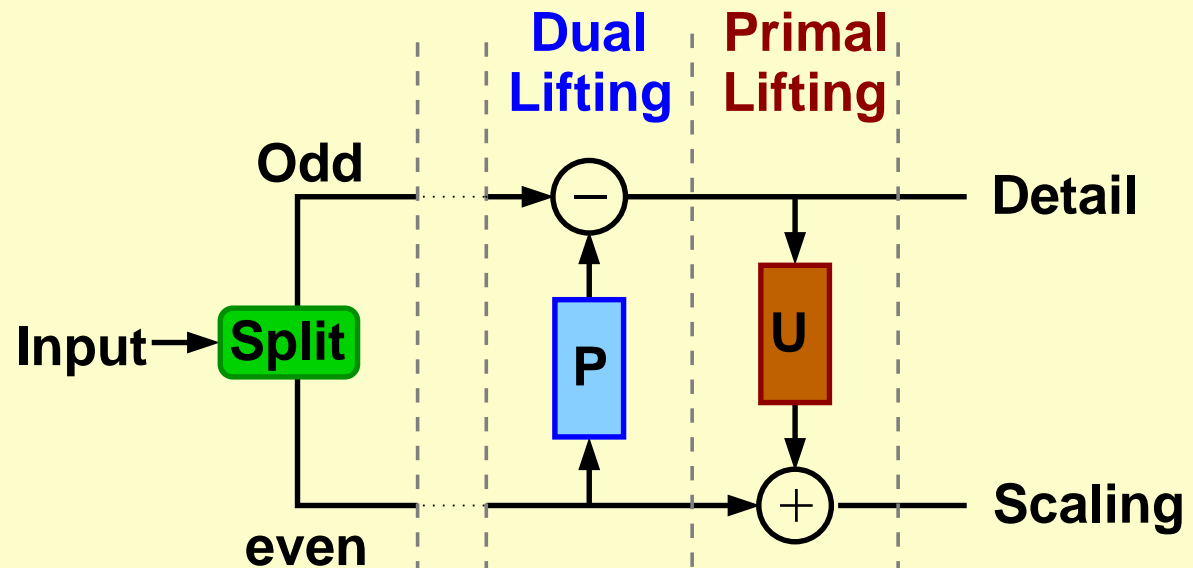 Dual
Lifting
Primal
Lifting
Odd
−
Detail
Input
Split
P
U
+
Scaling
even